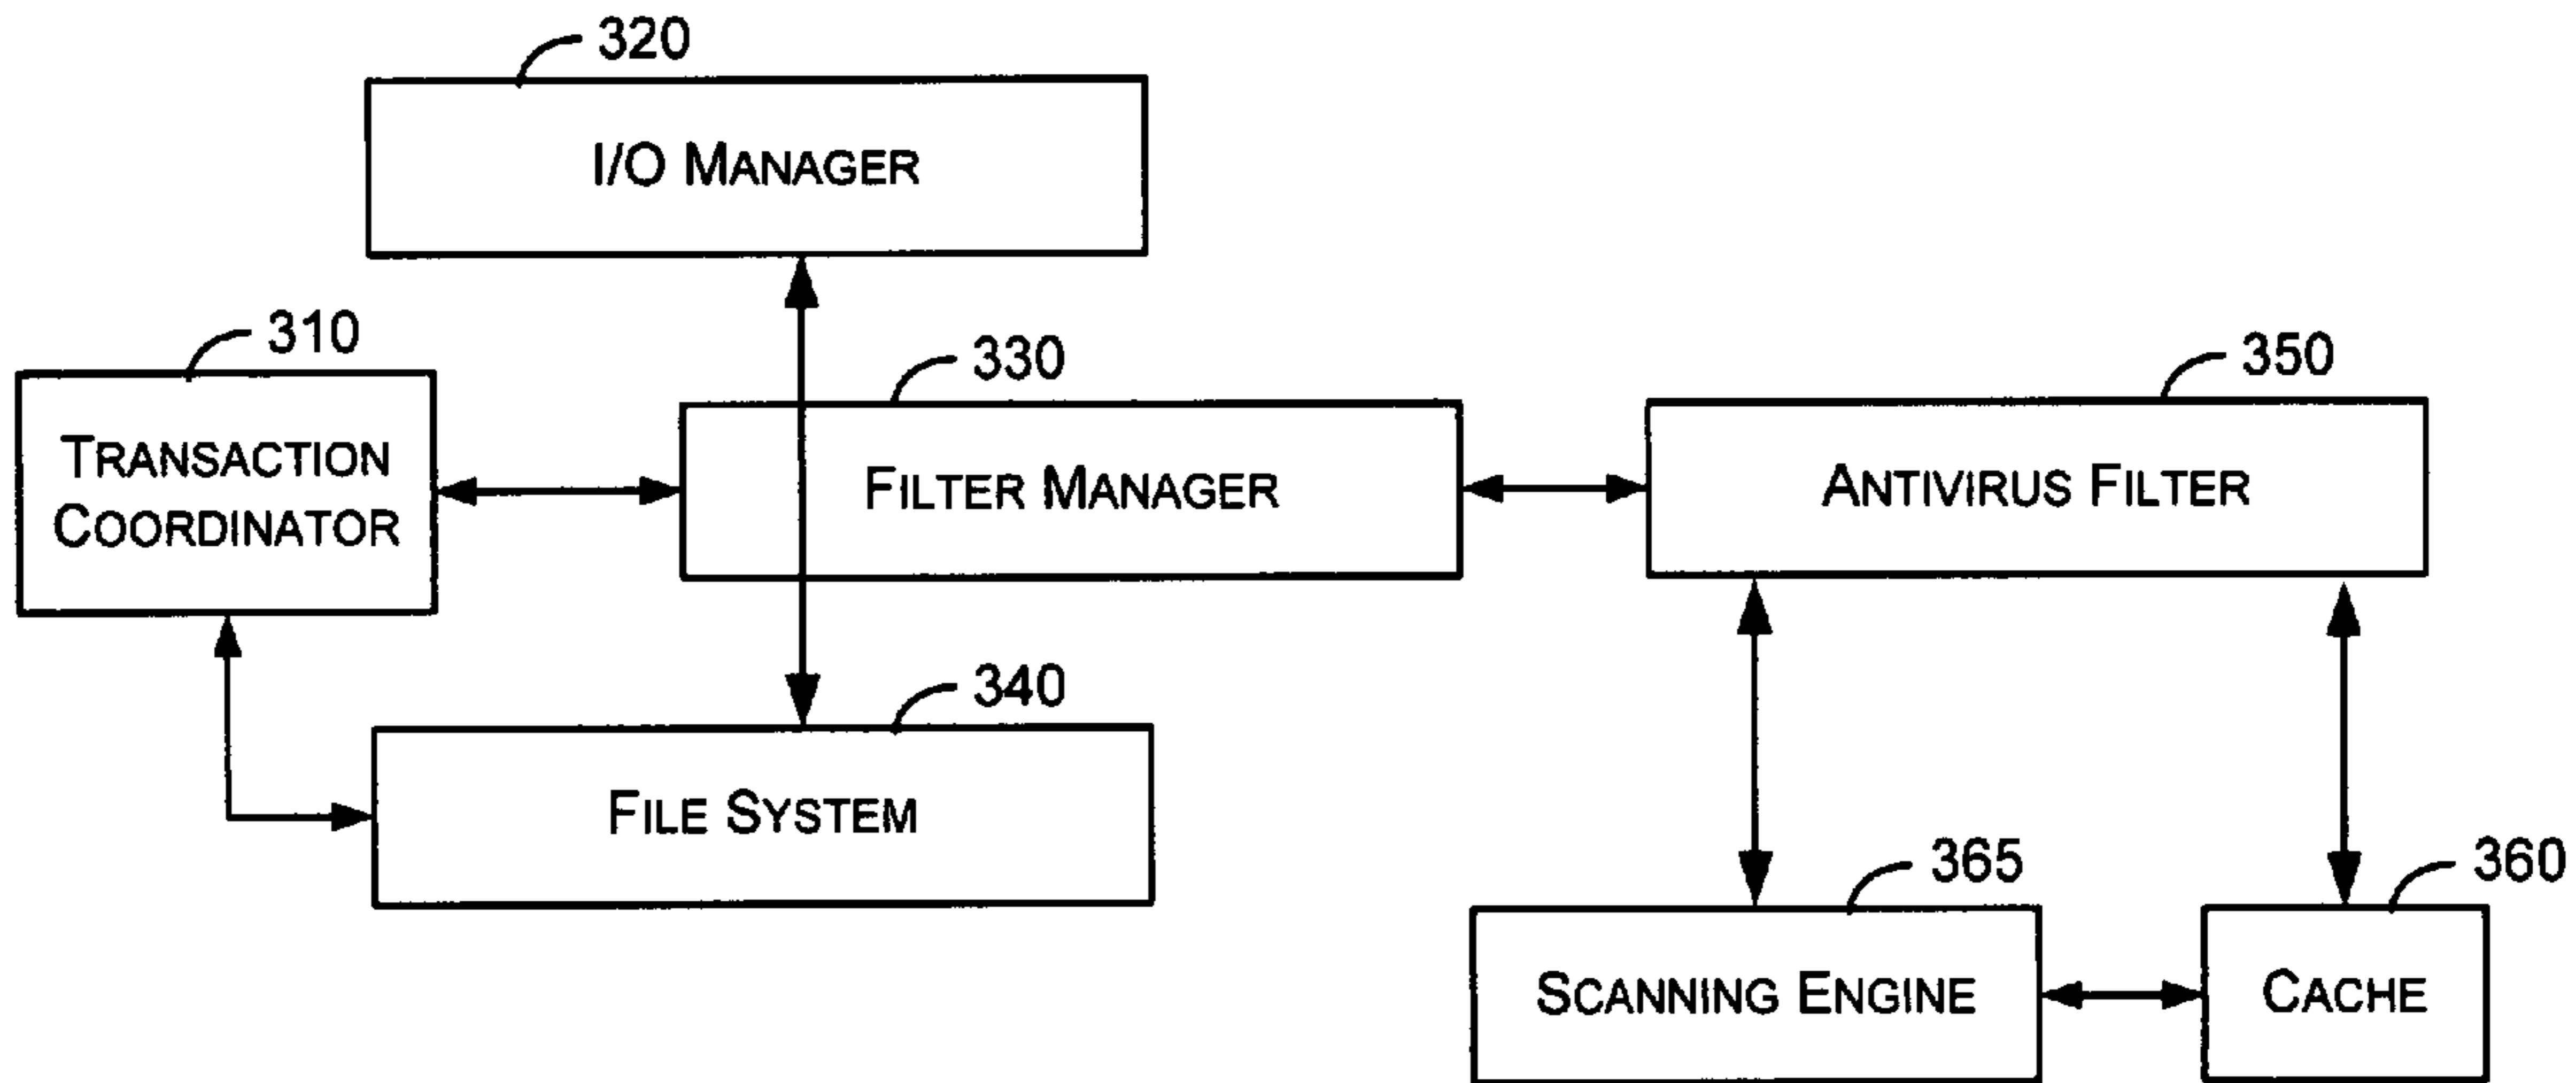 320
I/O MANAGER
310
TRANSACTION
COORDINATOR
330
FILTER MANAGER
350
ANTIVIRUS FILTER
340
FILE SYSTEM
365
SCANNING ENGINE
360
CACHE